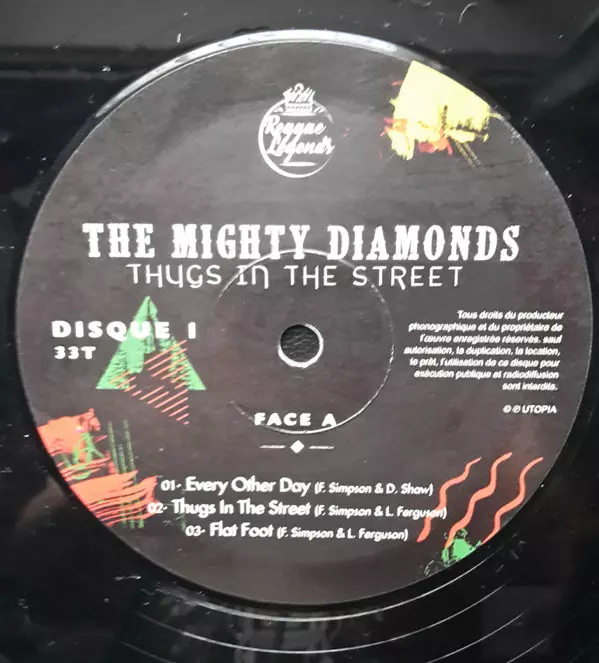 Reggae
Legends
THE MIGHTY DIAMONDS
THUGS IN THE STREET
DISQUE I
33T
Tous droits du producteur
phonographique et du propriétaire de
l'œuvre enregistrée réservés. sauf
autorisation, la duplication, la location,
le prêt, l'utilisation de ce disque pour
exécution publique et radiodiffusion
sont interdits.
© ℗ UTOPIA
FACE A
01- Every Other Day (F. Simpson & D. Shaw)
02- Thugs In The Street (F. Simpson & L. Ferguson)
03- Flat Foot (F. Simpson & L. Ferguson)